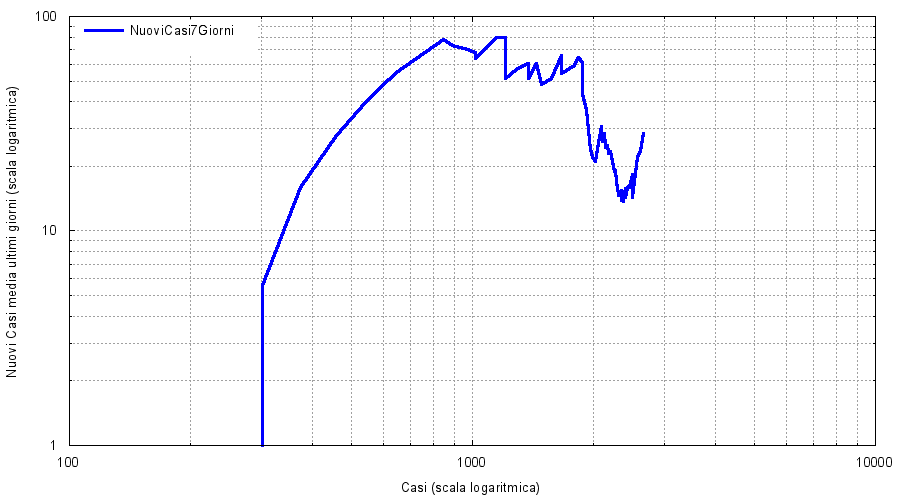 100
NuoviCasi7Giorni
10
1
Nuovi Casi media ultimi giorni (scala logaritmica)
100
1000
10000
Casi (scala logaritmica)